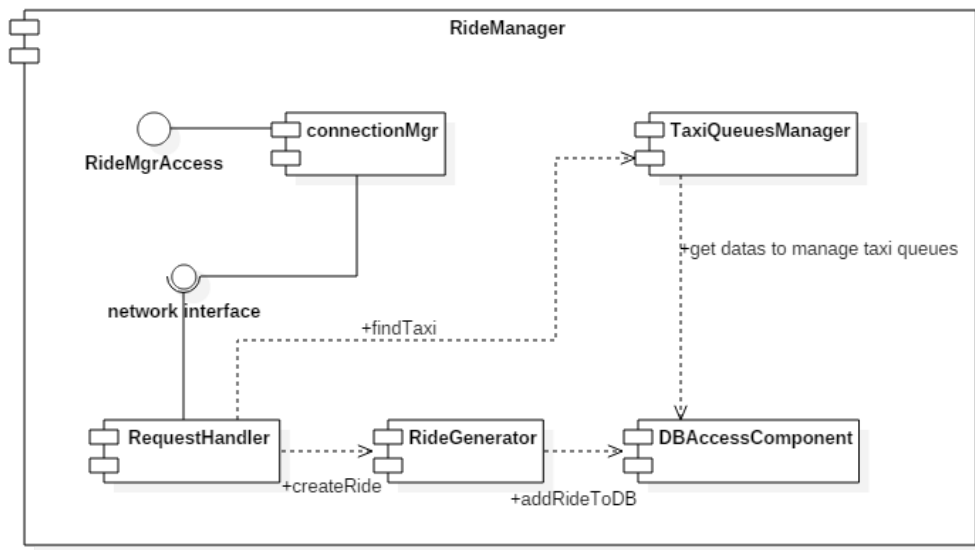 RideManager
connectionMgr
TaxiQueuesManager
RideMgrAccess
+get datas to manage taxi queues
network interface
+findTaxi
RequestHandler
RideGenerator
DBAccessComponent
+createRide
+addRideToDB